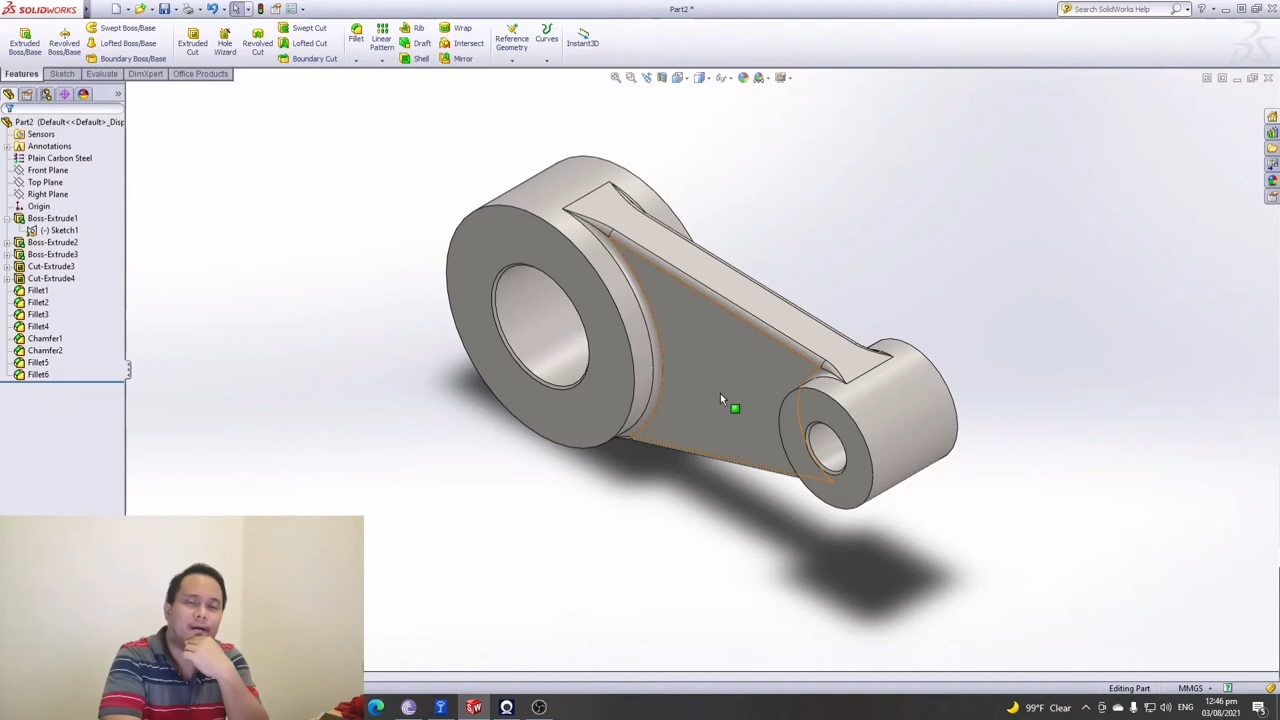 SOLIDWORKS
Part2 *
Search SolidWorks Help
Extruded Boss/Base
Revolved Boss/Base
Swept Boss/Base
Lofted Boss/Base
Boundary Boss/Base
Extruded Cut
Hole Wizard
Revolved Cut
Swept Cut
Lofted Cut
Boundary Cut
Fillet
Linear Pattern
Rib
Draft
Shell
Wrap
Intersect
Mirror
Reference Geometry
Curves
Instant3D
Features
Sketch
Evaluate
DimXpert
Office Products
Part2 (Default<<Default>_Disp
Sensors
Annotations
Plain Carbon Steel
Front Plane
Top Plane
Right Plane
Origin
Boss-Extrude1
(-) Sketch1
Boss-Extrude2
Boss-Extrude3
Cut-Extrude3
Cut-Extrude4
Fillet1
Fillet2
Fillet3
Fillet4
Chamfer1
Chamfer2
Fillet5
Fillet6
Editing Part
MMGS
99°F Clear
12:46 pm
03/08/2021